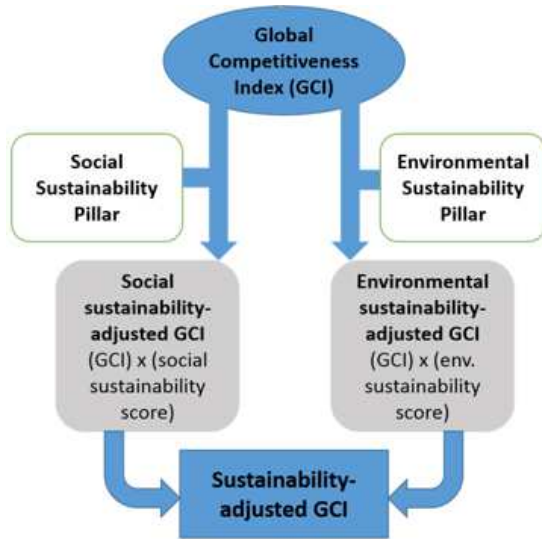 Global
Competitiveness
Index (GCI)
Social
Sustainability
Pillar
Environmental
Sustainability
Pillar
Social
sustainability-
adjusted GCI
(GCI) x (social
sustainability
score)
Environmental
sustainability-
adjusted GCI
(GCI) x (env.
sustainability
score)
Sustainability-
adjusted GCI